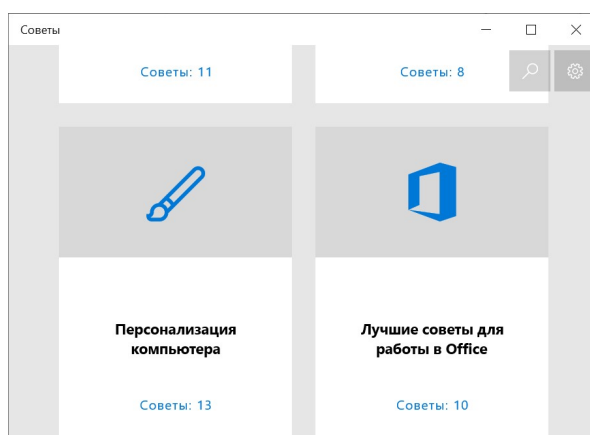 Советы
Советы: 11
Советы: 8
Персонализация
компьютера
Лучшие советы для
работы в Office
Советы: 13
Советы: 10